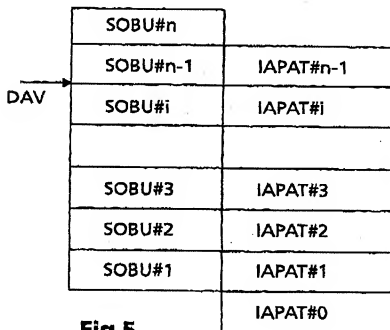 SOBU#n
SOBU#n-1 IAPAT#n-1
DAV
SOBU#i IAPAT#i
SOBU#3 IAPAT#3
SOBU#2 IAPAT#2
SOBU#1 IAPAT#1
IAPAT#0
Fig.5